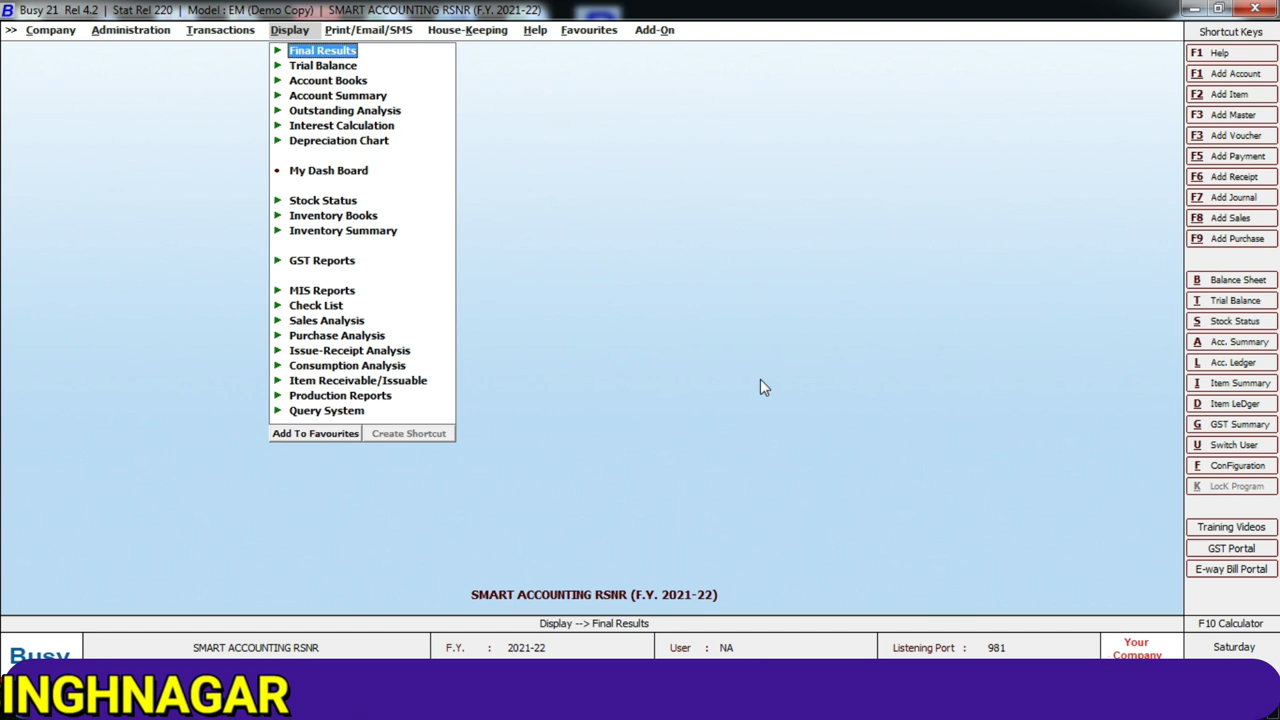 B Busy 21 Rel 4.2 | Stat Rel 220 | Model : EM (Demo Copy) | SMART ACCOUNTING RSNR (F.Y. 2021-22)
>> Company Administration Transactions Display Print/Email/SMS House-Keeping Help Favourites Add-On
Final Results
Trial Balance
Account Books
Account Summary
Outstanding Analysis
Interest Calculation
Depreciation Chart
My Dash Board
Stock Status
Inventory Books
Inventory Summary
GST Reports
MIS Reports
Check List
Sales Analysis
Purchase Analysis
Issue-Receipt Analysis
Consumption Analysis
Item Receivable/Issuable
Production Reports
Query System
Add To Favourites Create Shortcut
Shortcut Keys
F1 Help
F1 Add Account
F2 Add Item
F3 Add Master
F3 Add Voucher
F5 Add Payment
F6 Add Receipt
F7 Add Journal
F8 Add Sales
F9 Add Purchase
B Balance Sheet
T Trial Balance
S Stock Status
A Acc. Summary
L Acc. Ledger
I Item Summary
D Item LeDger
G GST Summary
U Switch User
F ConFiguration
K LocK Program
Training Videos
GST Portal
E-way Bill Portal
SMART ACCOUNTING RSNR (F.Y. 2021-22)
Display --> Final Results
F10 Calculator
Busy SMART ACCOUNTING RSNR F.Y. : 2021-22 User : NA Listening Port : 981
Your
Company
Saturday
INGHNAGAR